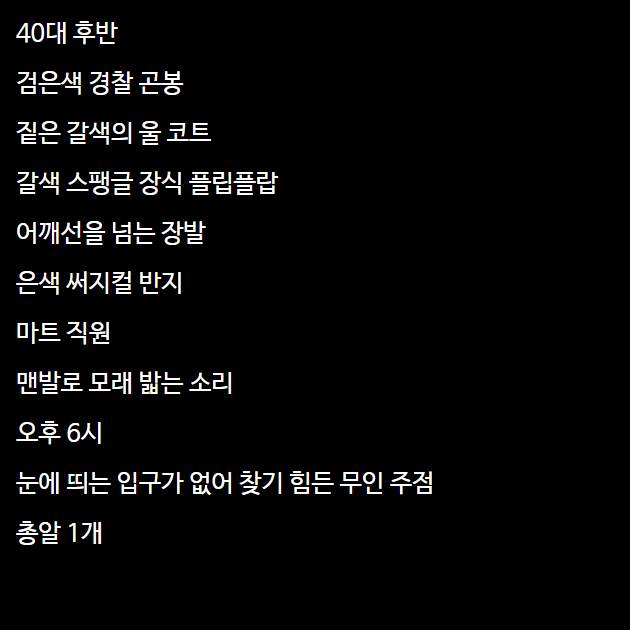 40대 후반
검은색 경찰 곤봉
짙은 갈색의 울 코트
갈색 스팽글 장식 플립플랍
어깨선을 넘는 장발
은색 써지컬 반지
마트 직원
맨발로 모래 밟는 소리
오후 6시
눈에 띄는 입구가 없어 찾기 힘든 무인 주점
총알 1개